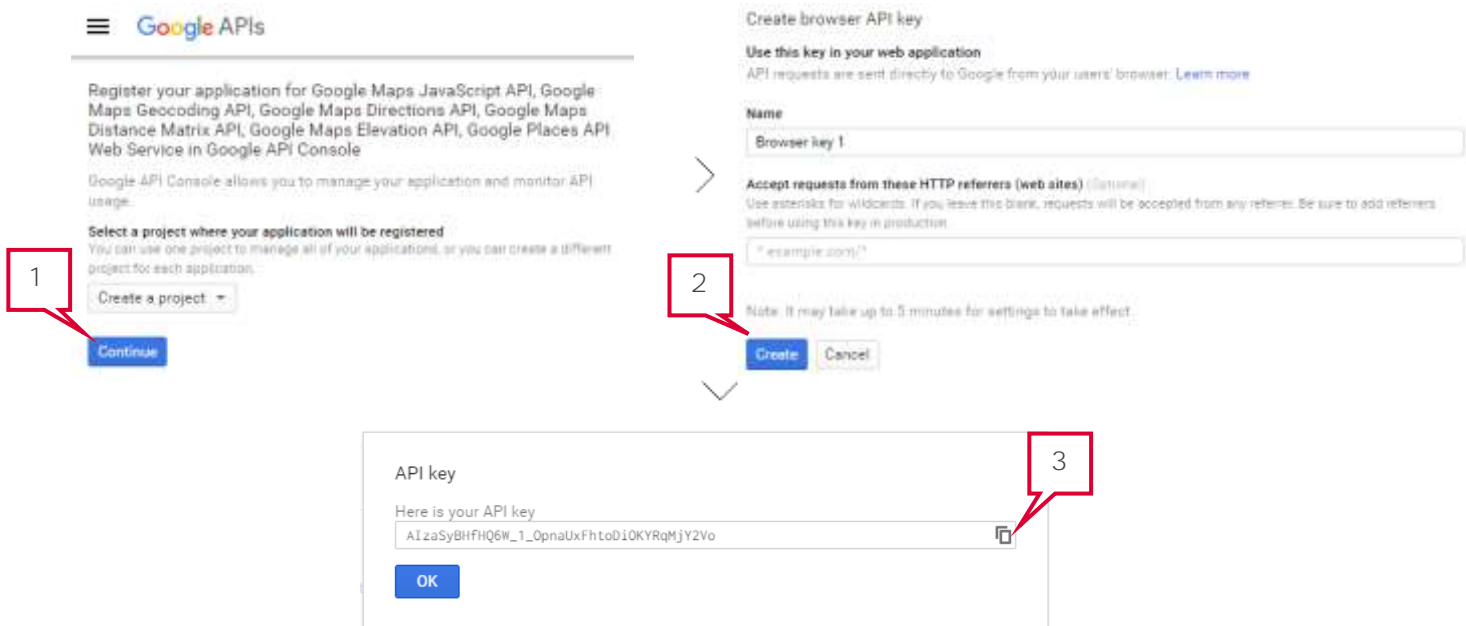 Google APIs
Register your application for Google Maps JavaScript API, Google
Maps Geocoding API, Google Maps Directions API, Google Maps
Distance Matrix API, Google Maps Elevation API, Google Places API
Web Service in Google API Console
Google API Console allows you to manage your application and monitor API
usage.
Select a project where your application will be registered
You can use one project to manage all of your applications, or you can create a different
project for each application.
1
Create a project
Continue
Create browser API key
Use this key in your web application
API requests are sent directly to Google from your users' browser. Learn more
Name
Browser key 1
Accept requests from these HTTP referrers (web sites) (Optional)
Use asterisks for wildcards. If you leave this blank, requests will be accepted from any referrer. Be sure to add referrers
before using this key in production.
*.example.com/*
2
Note: It may take up to 5 minutes for settings to take effect
Create
Cancel
API key
3
Here is your API key
AIzaSyBHfHQ6W_1_OpnaUxFhtoDiOKYRqMjY2Vo
OK